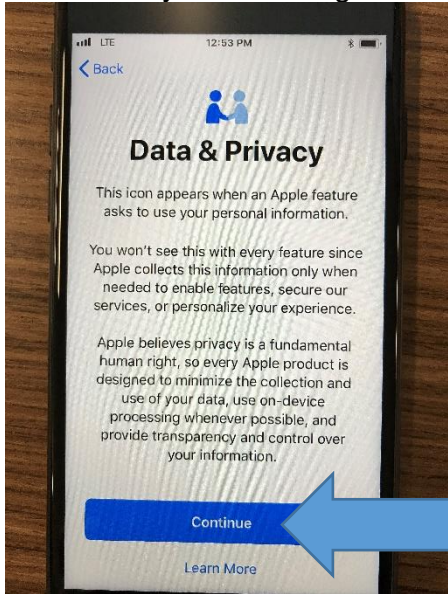 LTE 12:53 PM
Back
Data & Privacy
This icon appears when an Apple feature
asks to use your personal information.
You won't see this with every feature since
Apple collects this information only when
needed to enable features, secure our
services, or personalize your experience.
Apple believes privacy is a fundamental
human right, so every Apple product is
designed to minimize the collection and
use of your data, use on-device
processing whenever possible, and
provide transparency and control over
your information.
Continue
Learn More